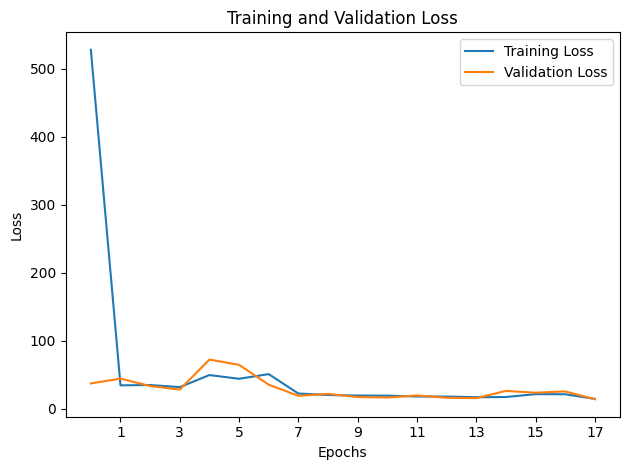 Training and Validation Loss
Training Loss
Validation Loss
500
400
300
200
100
0
Loss
1 3 5 7 9 11 13 15 17
Epochs